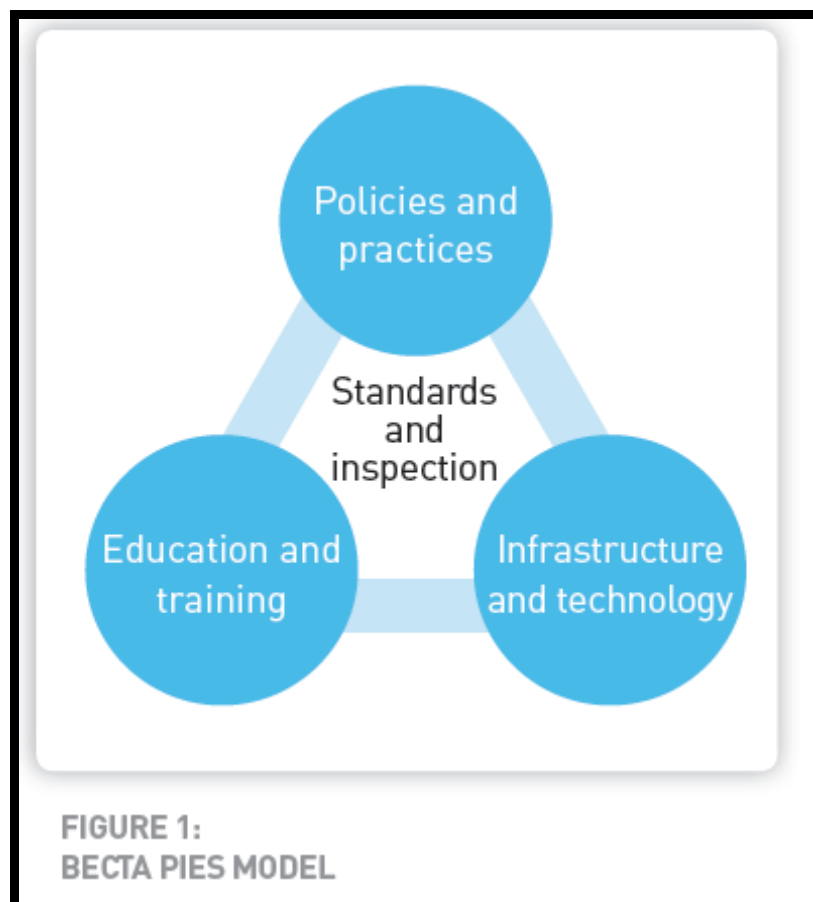 Policies and
practices
Standards
and
inspection
Education and
training
Infrastructure
and technology
FIGURE 1:
BECTA PIES MODEL